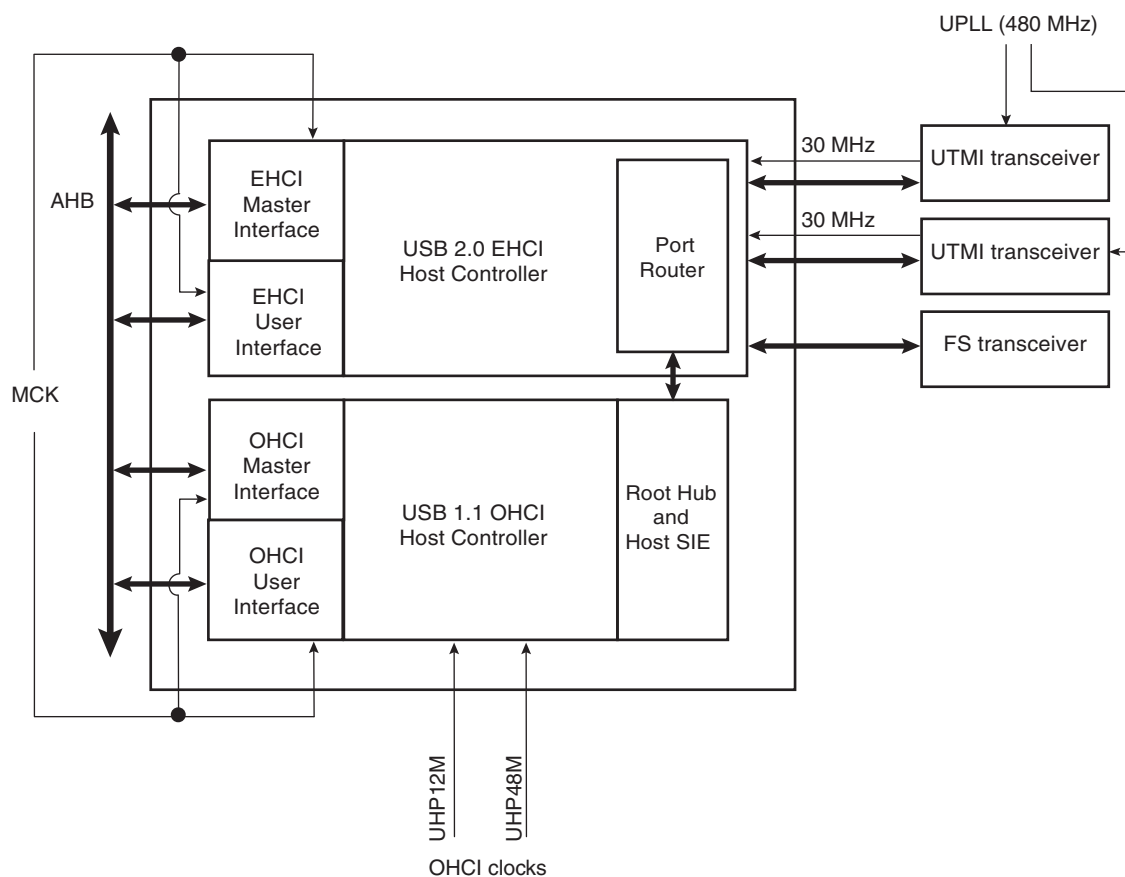 UPLL (480 MHz)
AHB
MCK
EHCI
Master
Interface
EHCI
User
Interface
USB 2.0 EHCI
Host Controller
Port
Router
30 MHz
UTMI transceiver
30 MHz
UTMI transceiver
FS transceiver
OHCI
Master
Interface
OHCI
User
Interface
USB 1.1 OHCI
Host Controller
Root Hub
and
Host SIE
UHP12M
UHP48M
OHCI clocks